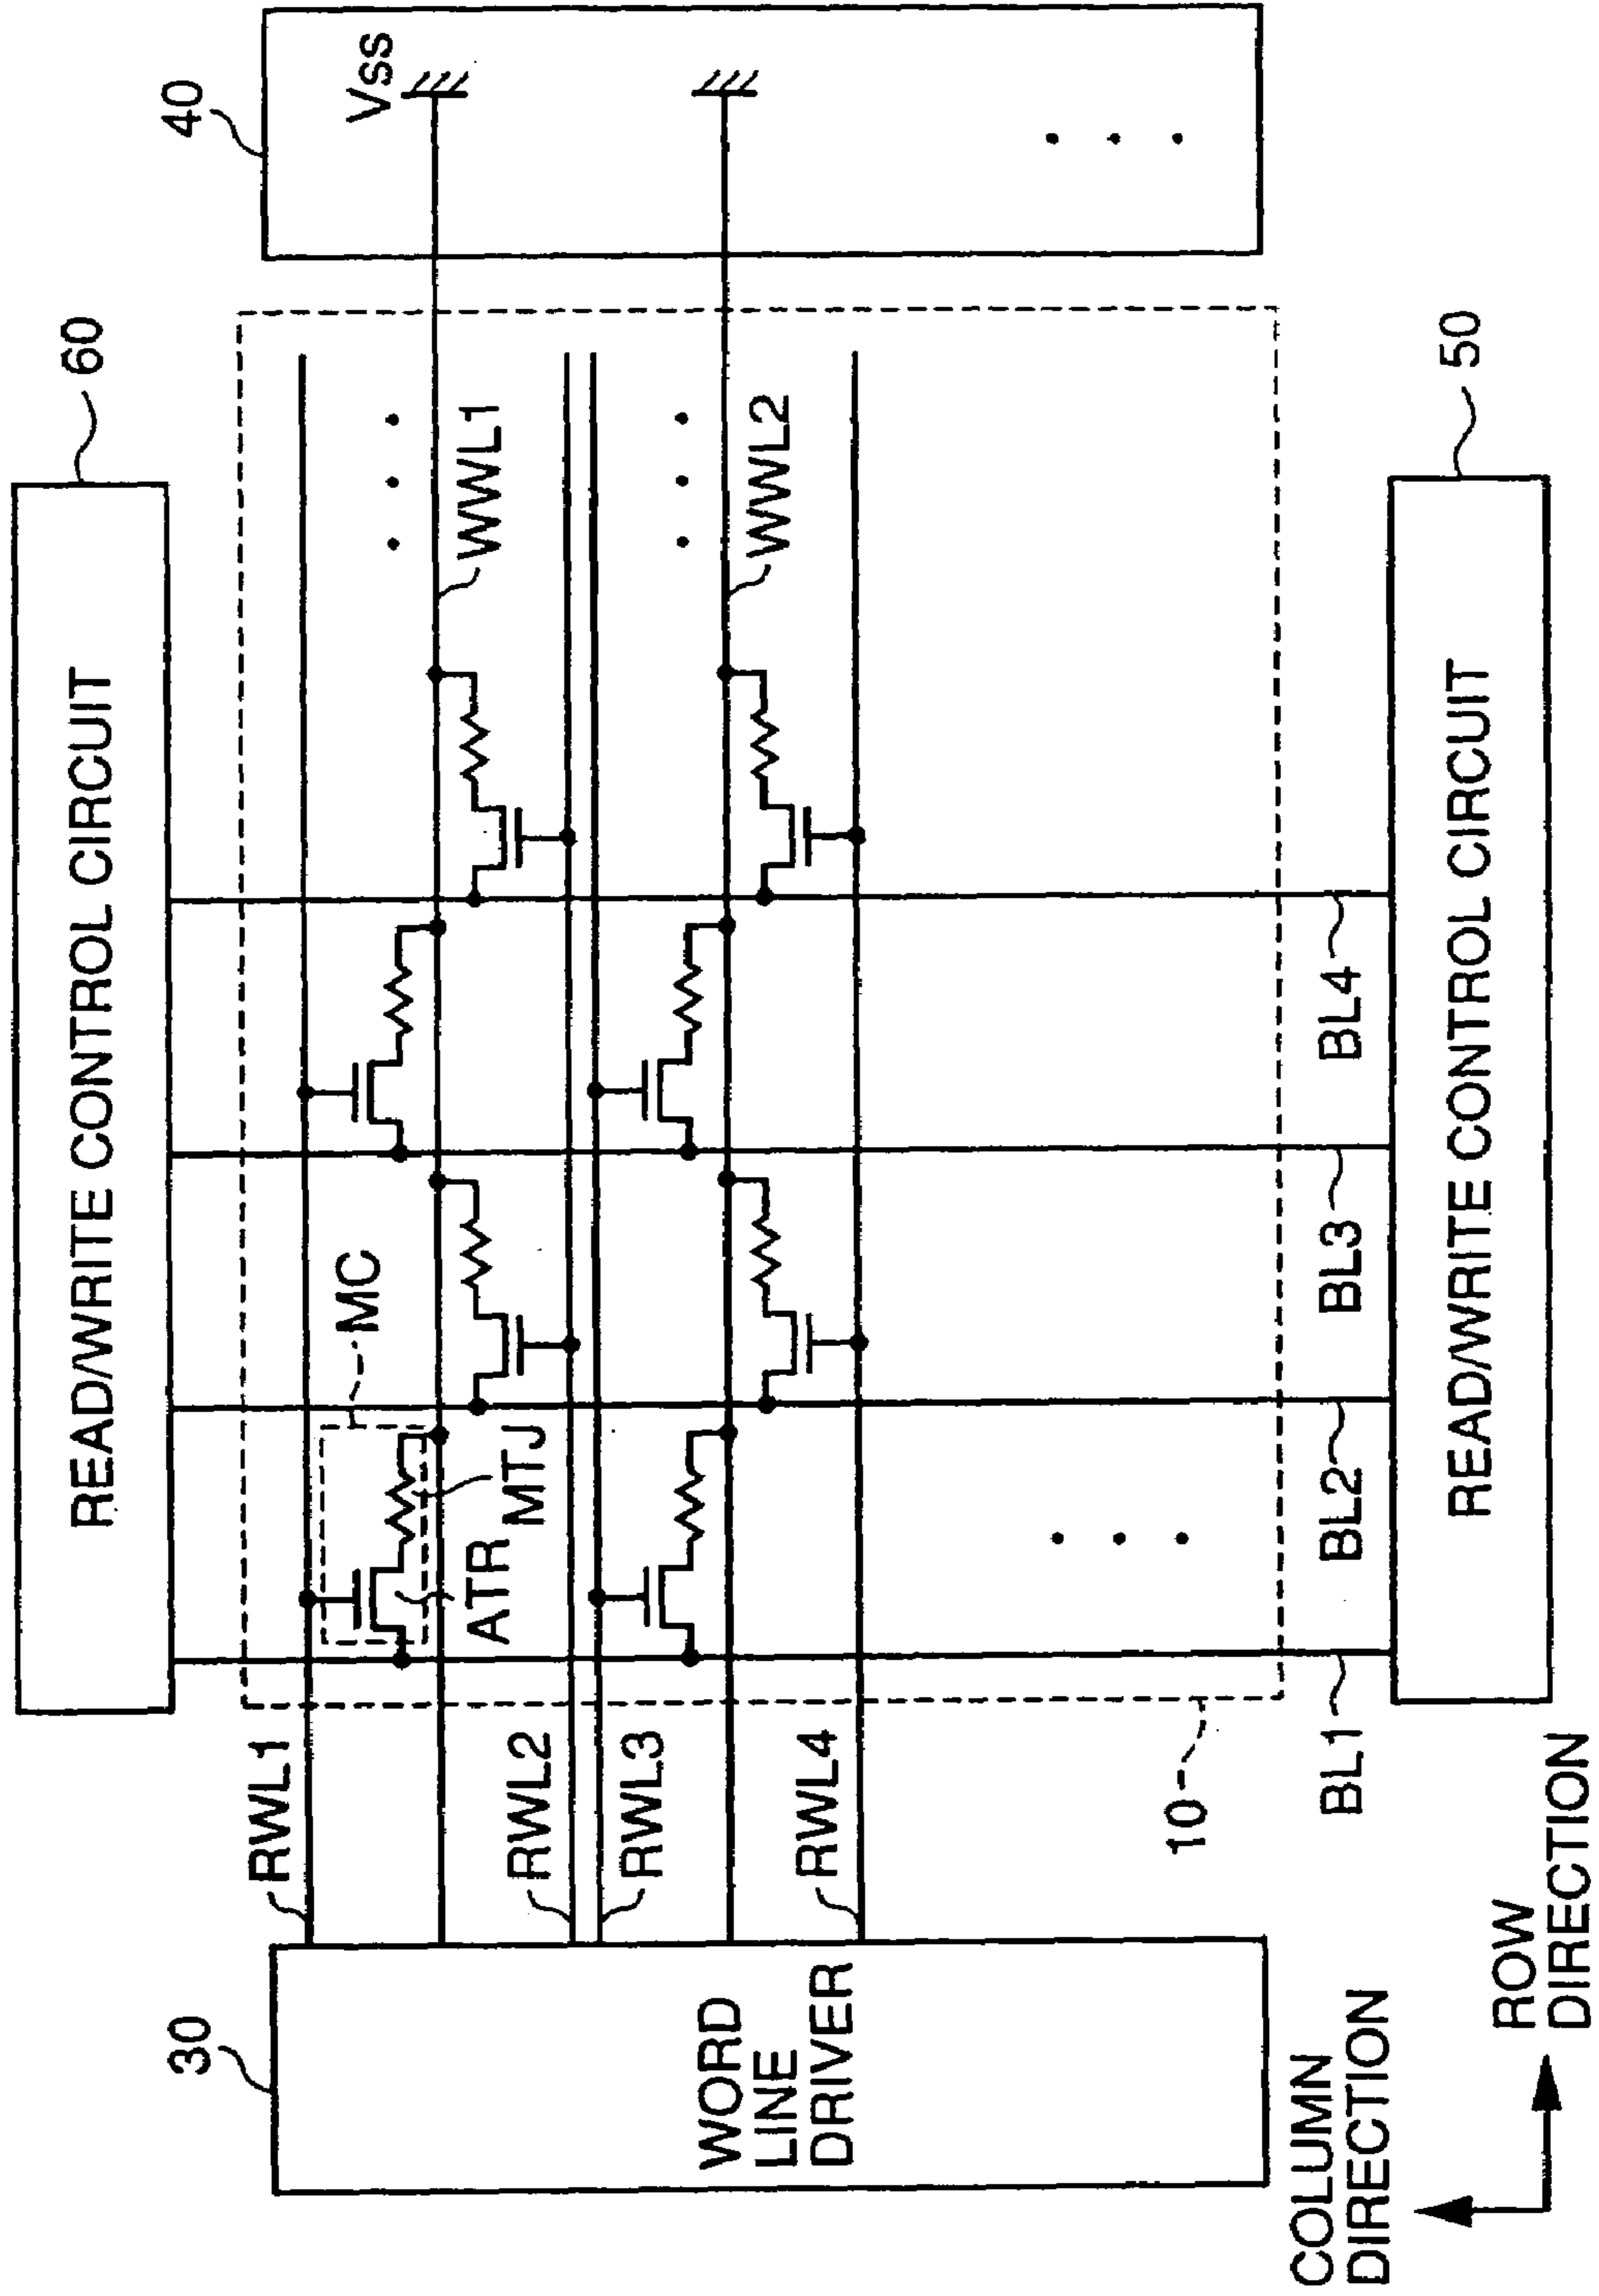 60
READ/WRITE CONTROL CIRCUIT
40
Vss
30
WORD
LINE
DRIVER
RWL1
MC
MTJ
ATR
WWL1
RWL2
RWL3
WWL2
RWL4
10
BL1
BL2
BL3
BL4
50
READ/WRITE CONTROL CIRCUIT
COLUMN
DIRECTION
ROW
DIRECTION